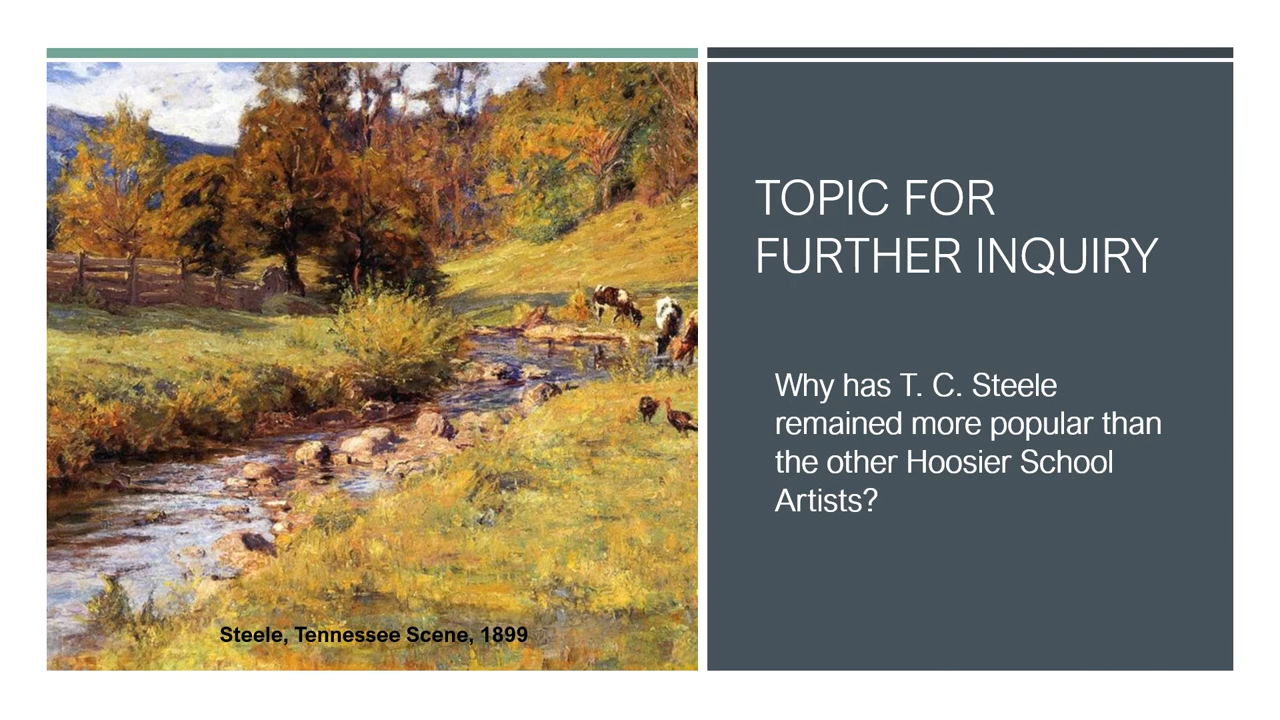 TOPIC FOR
FURTHER INQUIRY
Why has T. C. Steele
remained more popular than
the other Hoosier School
Artists?
Steele, Tennessee Scene, 1899